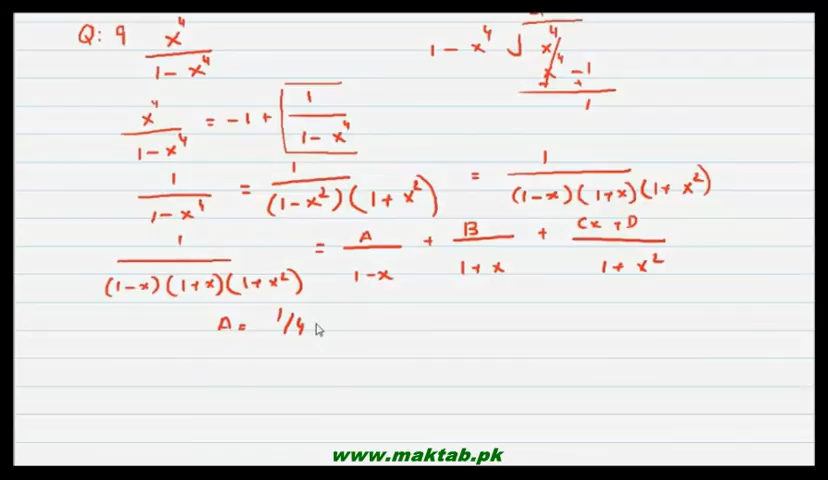 Q: 9 x⁴/(1 - x⁴)
1 - x⁴ √ x⁴
x⁴ - 1
+
1
x⁴/(1 - x⁴) = -1 + 1/(1 - x⁴)
1/(1 - x⁴) = 1/((1-x²)(1+x²)) = 1/((1-x)(1+x)(1+x²))
1/((1-x)(1+x)(1+x²)) = A/(1-x) + B/(1+x) + (Cx+D)/(1+x²)
A = 1/4
www.maktab.pk